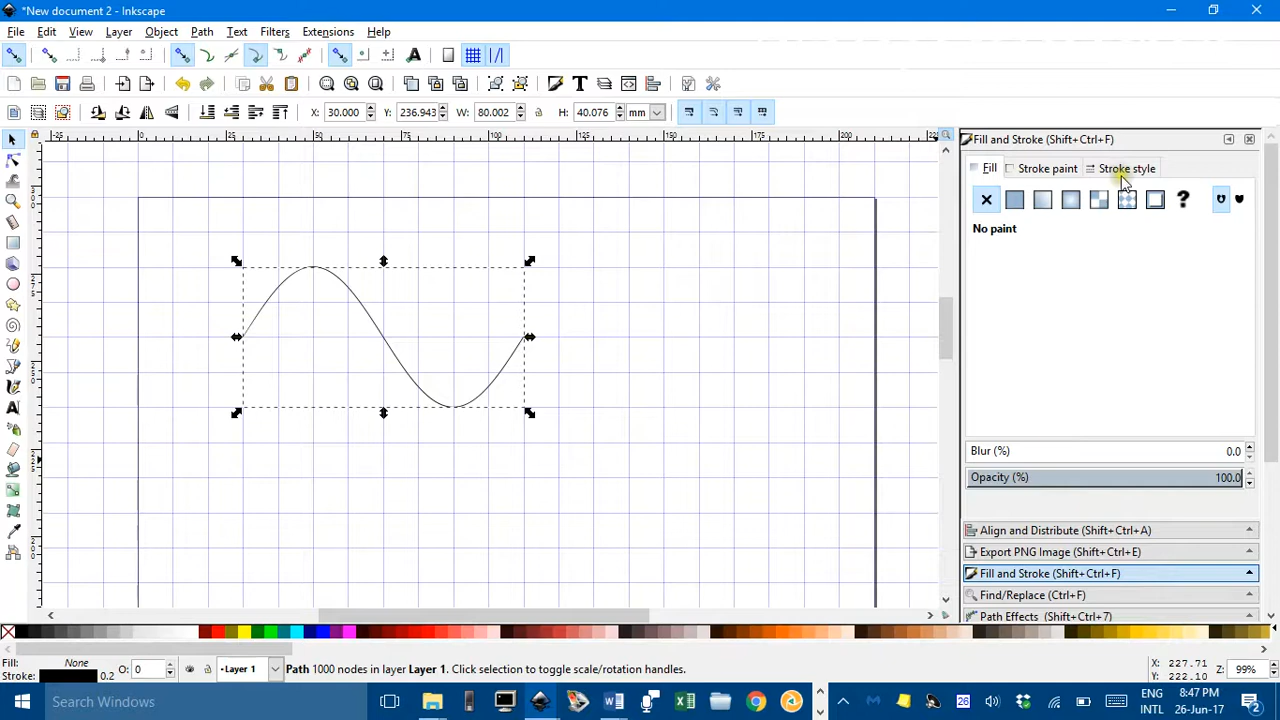 *New document 2 - Inkscape
File Edit View Layer Object Path Text Filters Extensions Help
X: 30.000 Y: 236.943 W: 80.002 H: 40.076 mm
Fill and Stroke (Shift+Ctrl+F)
Fill Stroke paint Stroke style
No paint
Blur (%) 0.0
Opacity (%) 100.0
Align and Distribute (Shift+Ctrl+A)
Export PNG Image (Shift+Ctrl+E)
Fill and Stroke (Shift+Ctrl+F)
Find/Replace (Ctrl+F)
Path Effects (Shift+Ctrl+7)
Fill: None
Stroke: 0.2
O: 0
Layer 1
Path 1000 nodes in layer Layer 1. Click selection to toggle scale/rotation handles.
X: 227.71
Y: 222.10
Z: 99%
Search Windows
26
ENG
INTL
8:47 PM
26-Jun-17
2